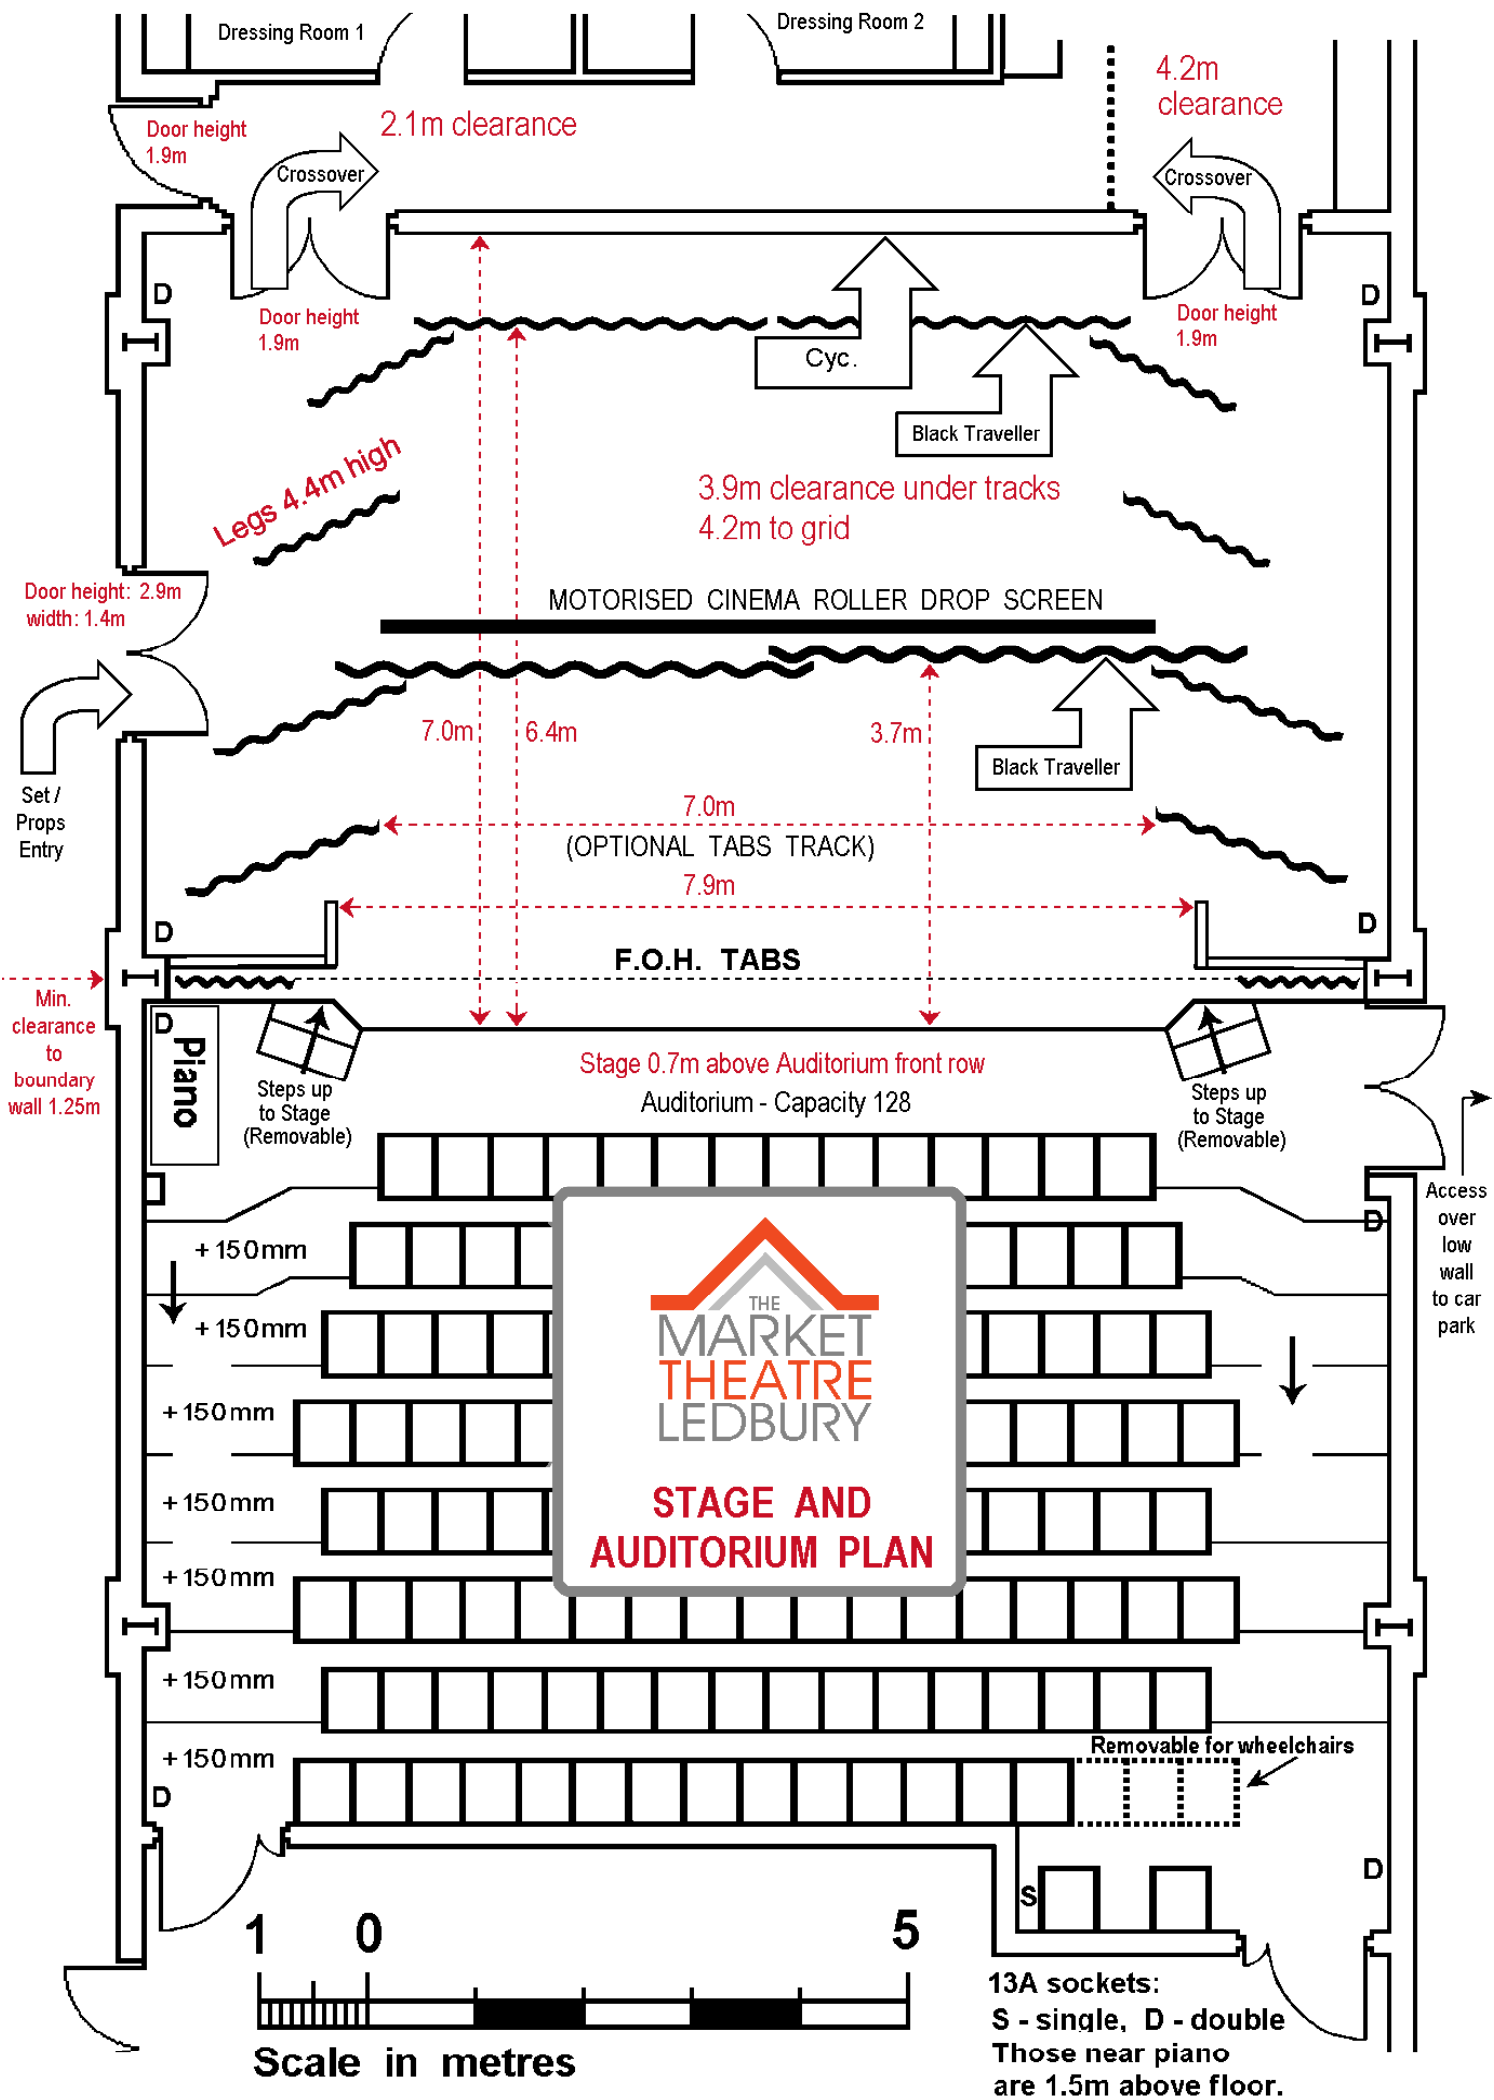 Dressing Room 1
Dressing Room 2
4.2m
clearance
2.1m clearance
Door height
1.9m
Crossover
Crossover
D
D
Door height
1.9m
Door height
1.9m
Cyc.
Black Traveller
Legs 4.4m high
3.9m clearance under tracks
4.2m to grid
Door height: 2.9m
width: 1.4m
MOTORISED CINEMA ROLLER DROP SCREEN
7.0m
6.4m
3.7m
Black Traveller
Set /
Props
Entry
7.0m
(OPTIONAL TABS TRACK)
7.9m
D
D
F.O.H. TABS
Min.
clearance
to
boundary
wall 1.25m
D
Piano
Steps up
to Stage
(Removable)
Stage 0.7m above Auditorium front row
Auditorium - Capacity 128
Steps up
to Stage
(Removable)
Access
over
low
wall
to car
park
D
+150mm
+150mm
+150mm
+150mm
+150mm
+150mm
+150mm
THE
MARKET
THEATRE
LEDBURY
STAGE AND
AUDITORIUM PLAN
Removable for wheelchairs
D
D
S
1 0 5
Scale in metres
13A sockets:
S - single, D - double
Those near piano
are 1.5m above floor.